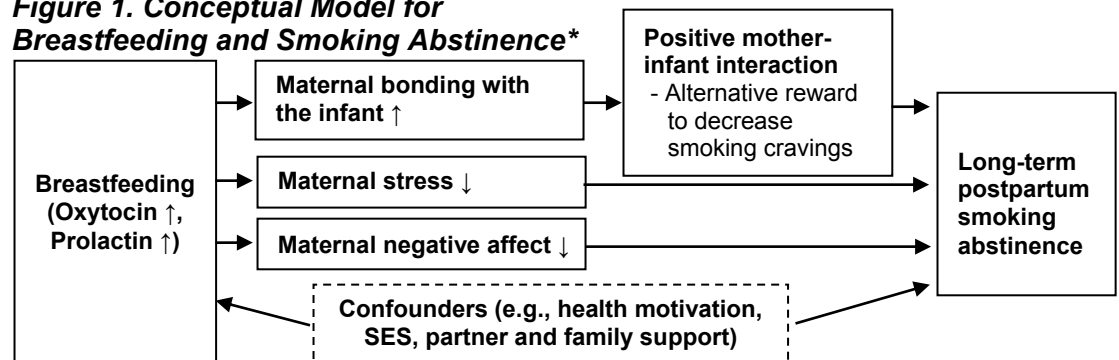 Figure 1. Conceptual Model for
Breastfeeding and Smoking Abstinence*
Maternal bonding with
the infant ↑
Positive mother-
infant interaction
- Alternative reward
to decrease
smoking cravings
Breastfeeding
(Oxytocin ↑,
Prolactin ↑)
Maternal stress ↓
Maternal negative affect ↓
Long-term
postpartum
smoking
abstinence
Confounders (e.g., health motivation,
SES, partner and family support)